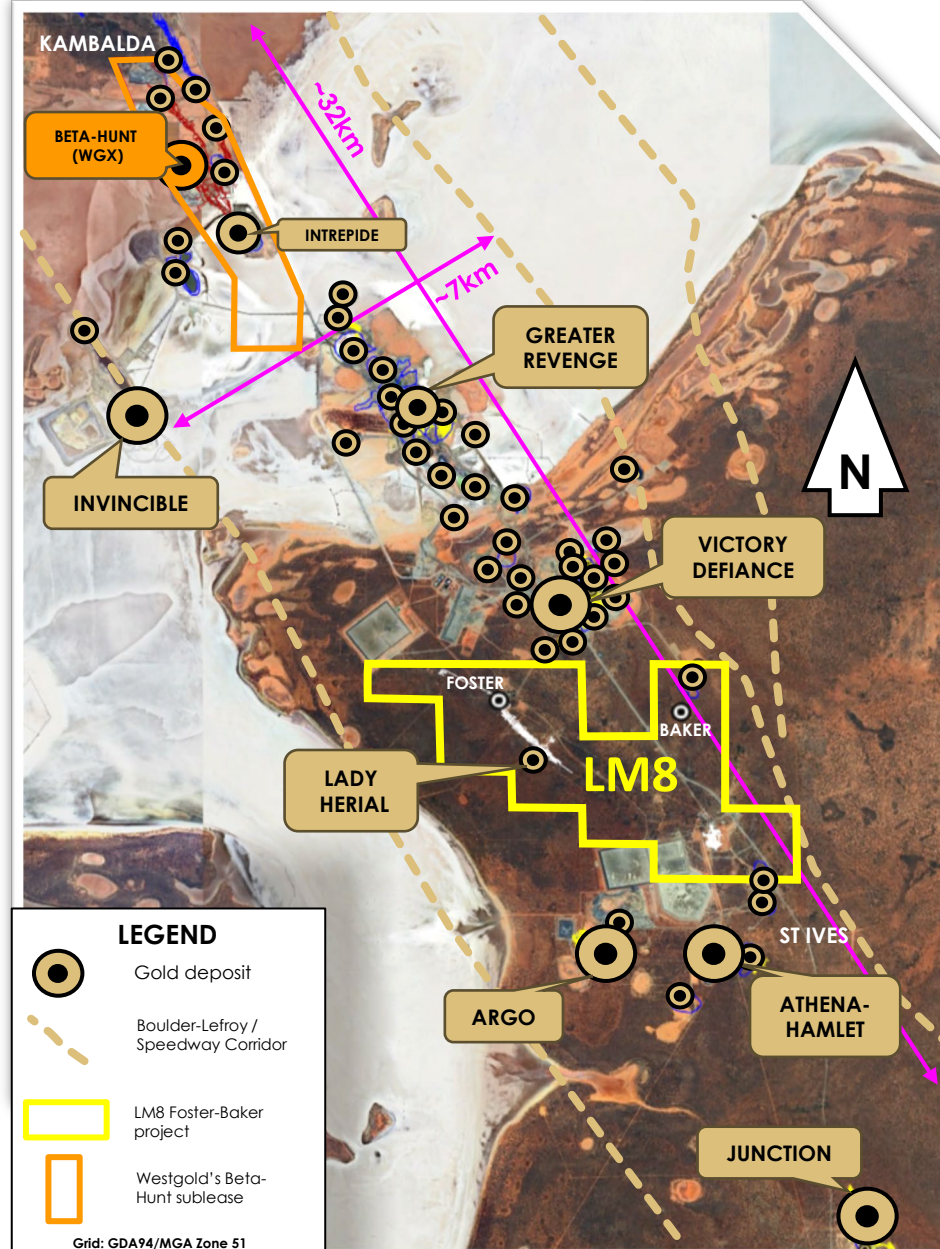 KAMBALDA
~32km
BETA-HUNT
(WGX)
INTREPIDE
~7km
GREATER
REVENGE
N
INVINCIBLE
VICTORY
DEFIANCE
FOSTER
BAKER
LM8
LADY
HERIAL
ST IVES
ARGO
ATHENA-
HAMLET
JUNCTION
LEGEND
Gold deposit
Boulder-Lefroy /
Speedway Corridor
LM8 Foster-Baker
project
Westgold's Beta-
Hunt sublease
Grid: GDA94/MGA Zone 51